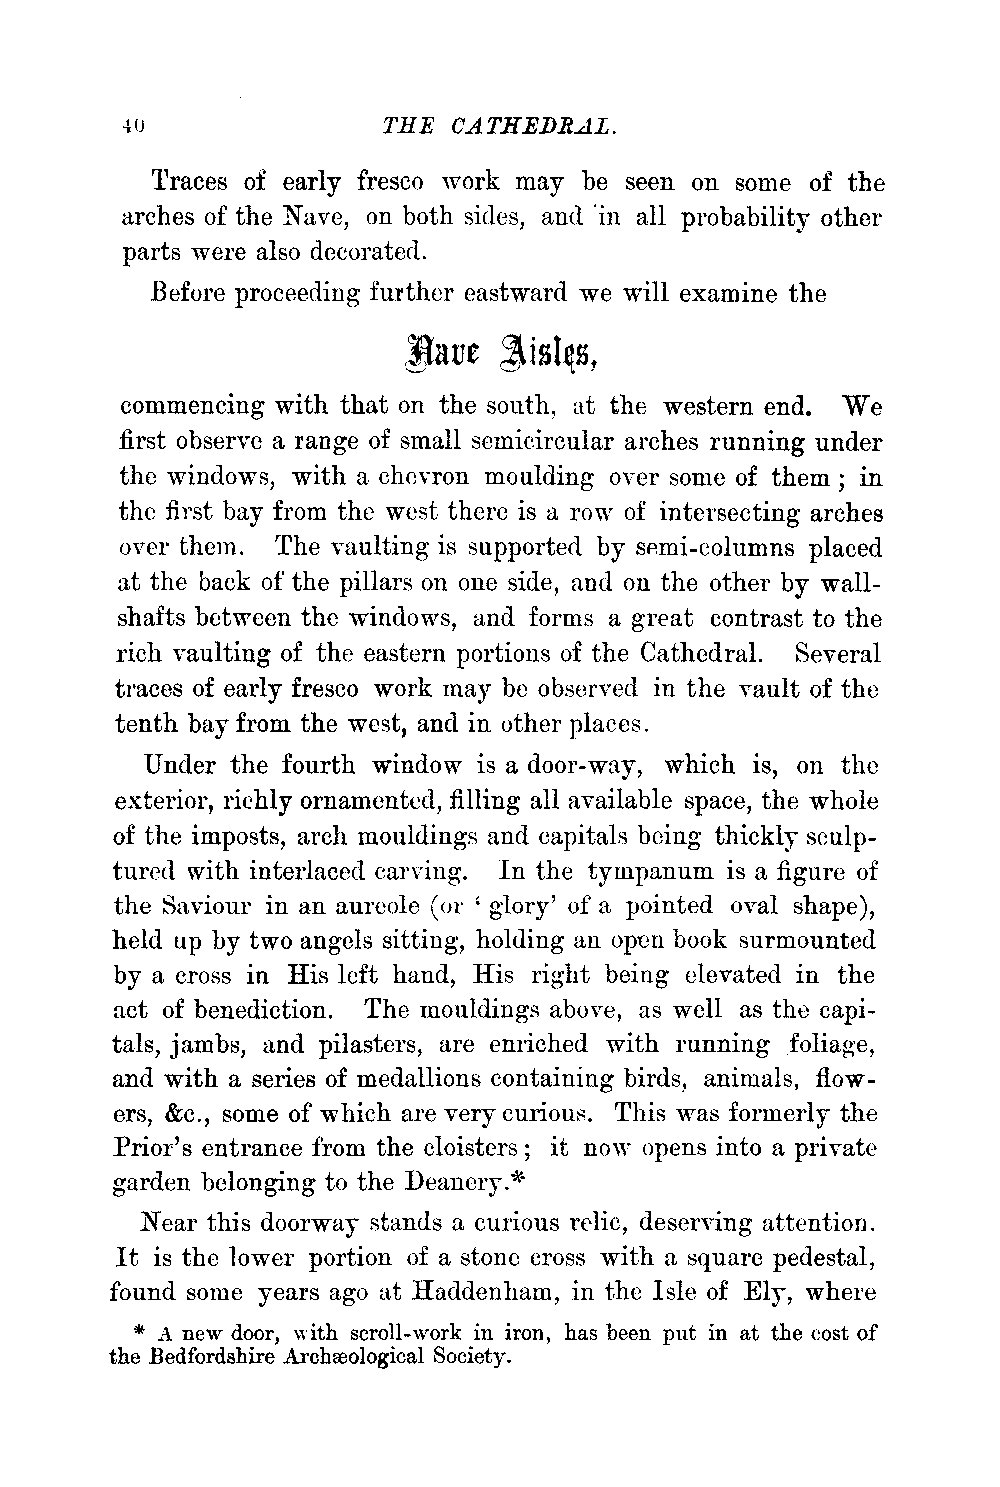 40 THE CATHEDRAL.
Traces of early fresco work may be seen on some of the
arches of the Nave, on both sides, and in all probability other
parts were also decorated.
Before proceeding further eastward we will examine the
Nave Aisles,
commencing with that on the south, at the western end. We
first observe a range of small semicircular arches running under
the windows, with a chevron moulding over some of them ; in
the first bay from the west there is a row of intersecting arches
over them. The vaulting is supported by semi-columns placed
at the back of the pillars on one side, and on the other by wall-
shafts between the windows, and forms a great contrast to the
rich vaulting of the eastern portions of the Cathedral. Several
traces of early fresco work may be observed in the vault of the
tenth bay from the west, and in other places.
Under the fourth window is a door-way, which is, on the
exterior, richly ornamented, filling all available space, the whole
of the imposts, arch mouldings and capitals being thickly sculp-
tured with interlaced carving. In the tympanum is a figure of
the Saviour in an aureole (or ‘ glory’ of a pointed oval shape),
held up by two angels sitting, holding an open book surmounted
by a cross in His left hand, His right being elevated in the
act of benediction. The mouldings above, as well as the capi-
tals, jambs, and pilasters, are enriched with running foliage,
and with a series of medallions containing birds, animals, flow-
ers, &c., some of which are very curious. This was formerly the
Prior's entrance from the cloisters ; it now opens into a private
garden belonging to the Deanery.*
Near this doorway stands a curious relic, deserving attention.
It is the lower portion of a stone cross with a square pedestal,
found some years ago at Haddenham, in the Isle of Ely, where
* A new door, with scroll-work in iron, has been put in at the cost of
the Bedfordshire Archæological Society.